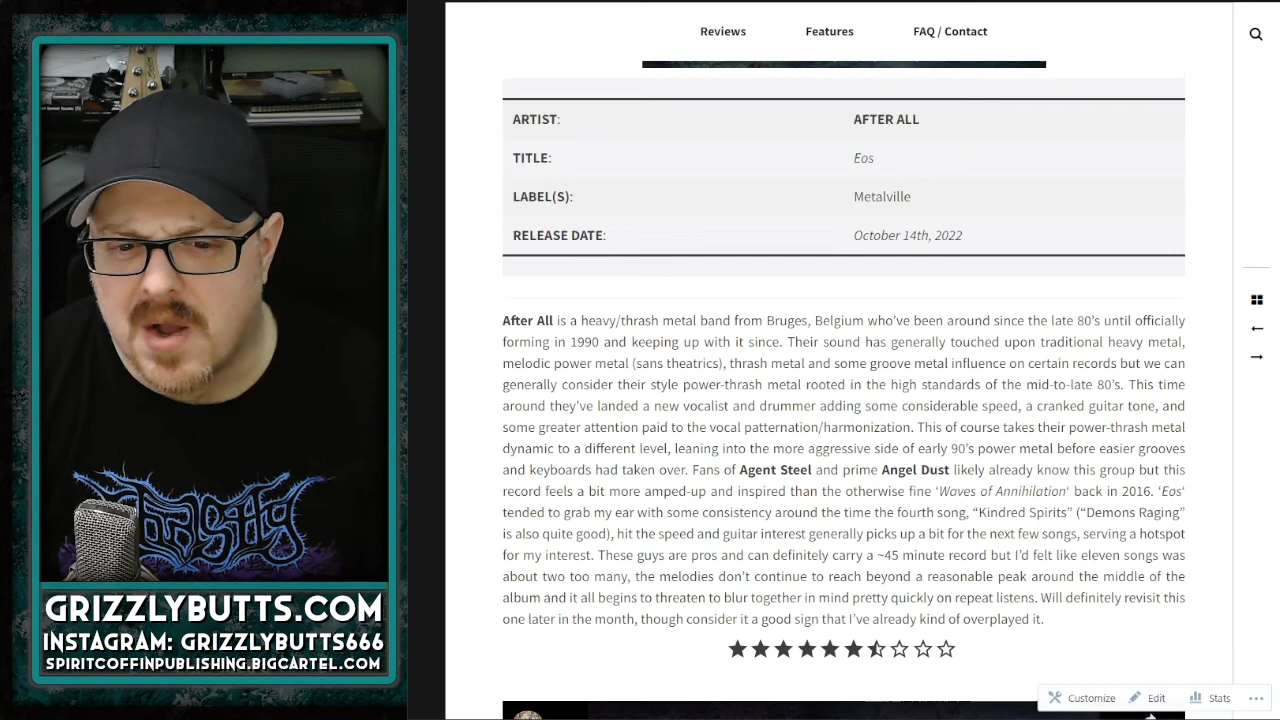 Reviews
Features
FAQ / Contact
ARTIST: AFTER ALL
TITLE: Eos
LABEL(S): Metalville
RELEASE DATE: October 14th, 2022
After All is a heavy/thrash metal band from Bruges, Belgium who’ve been around since the late 80’s until officially
forming in 1990 and keeping up with it since. Their sound has generally touched upon traditional heavy metal,
melodic power metal (sans theatrics), thrash metal and some groove metal influence on certain records but we can
generally consider their style power-thrash metal rooted in the high standards of the mid-to-late 80’s. This time
around they’ve landed a new vocalist and drummer adding some considerable speed, a cranked guitar tone, and
some greater attention paid to the vocal patternation/harmonization. This of course takes their power-thrash metal
dynamic to a different level, leaning into the more aggressive side of early 90’s power metal before easier grooves
and keyboards had taken over. Fans of Agent Steel and prime Angel Dust likely already know this group but this
record feels a bit more amped-up and inspired than the otherwise fine ‘Waves of Annihilation‘ back in 2016. ‘Eos‘
tended to grab my ear with some consistency around the time the fourth song, “Kindred Spirits” (“Demons Raging”
is also quite good), hit the speed and guitar interest generally picks up a bit for the next few songs, serving a hotspot
for my interest. These guys are pros and can definitely carry a ~45 minute record but I’d felt like eleven songs was
about two too many, the melodies don’t continue to reach beyond a reasonable peak around the middle of the
album and it all begins to threaten to blur together in mind pretty quickly on repeat listens. Will definitely revisit this
one later in the month, though consider it a good sign that I’ve already kind of overplayed it.
Customize
Edit
Stats
GRIZZLYBUTTS.COM
INSTAGRAM: GRIZZLYBUTTS666
SPIRITCOFFINPUBLISHING.BIGCARTEL.COM